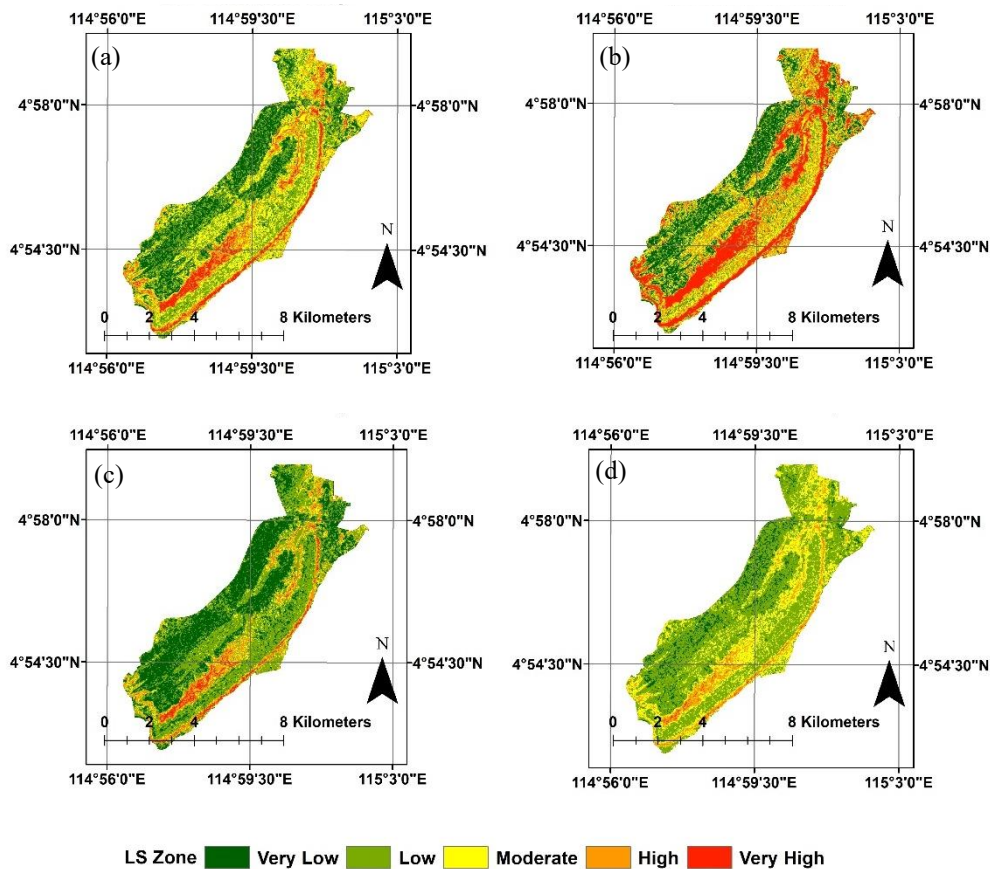 114°56'0"E 114°59'30"E 115°3'0"E
(a)
4°58'0"N 4°58'0"N
4°54'30"N 4°54'30"N
N
0 2 4 8 Kilometers
114°56'0"E 114°59'30"E 115°3'0"E
114°56'0"E 114°59'30"E 115°3'0"E
(b)
4°58'0"N 4°58'0"N
4°54'30"N 4°54'30"N
N
0 2 4 8 Kilometers
114°56'0"E 114°59'30"E 115°3'0"E
114°56'0"E 114°59'30"E 115°3'0"E
(c)
4°58'0"N 4°58'0"N
4°54'30"N 4°54'30"N
N
0 2 4 8 Kilometers
114°56'0"E 114°59'30"E 115°3'0"E
114°56'0"E 114°59'30"E 115°3'0"E
(d)
4°58'0"N 4°58'0"N
4°54'30"N 4°54'30"N
N
0 2 4 8 Kilometers
114°56'0"E 114°59'30"E 115°3'0"E
LS Zone Very Low Low Moderate High Very High